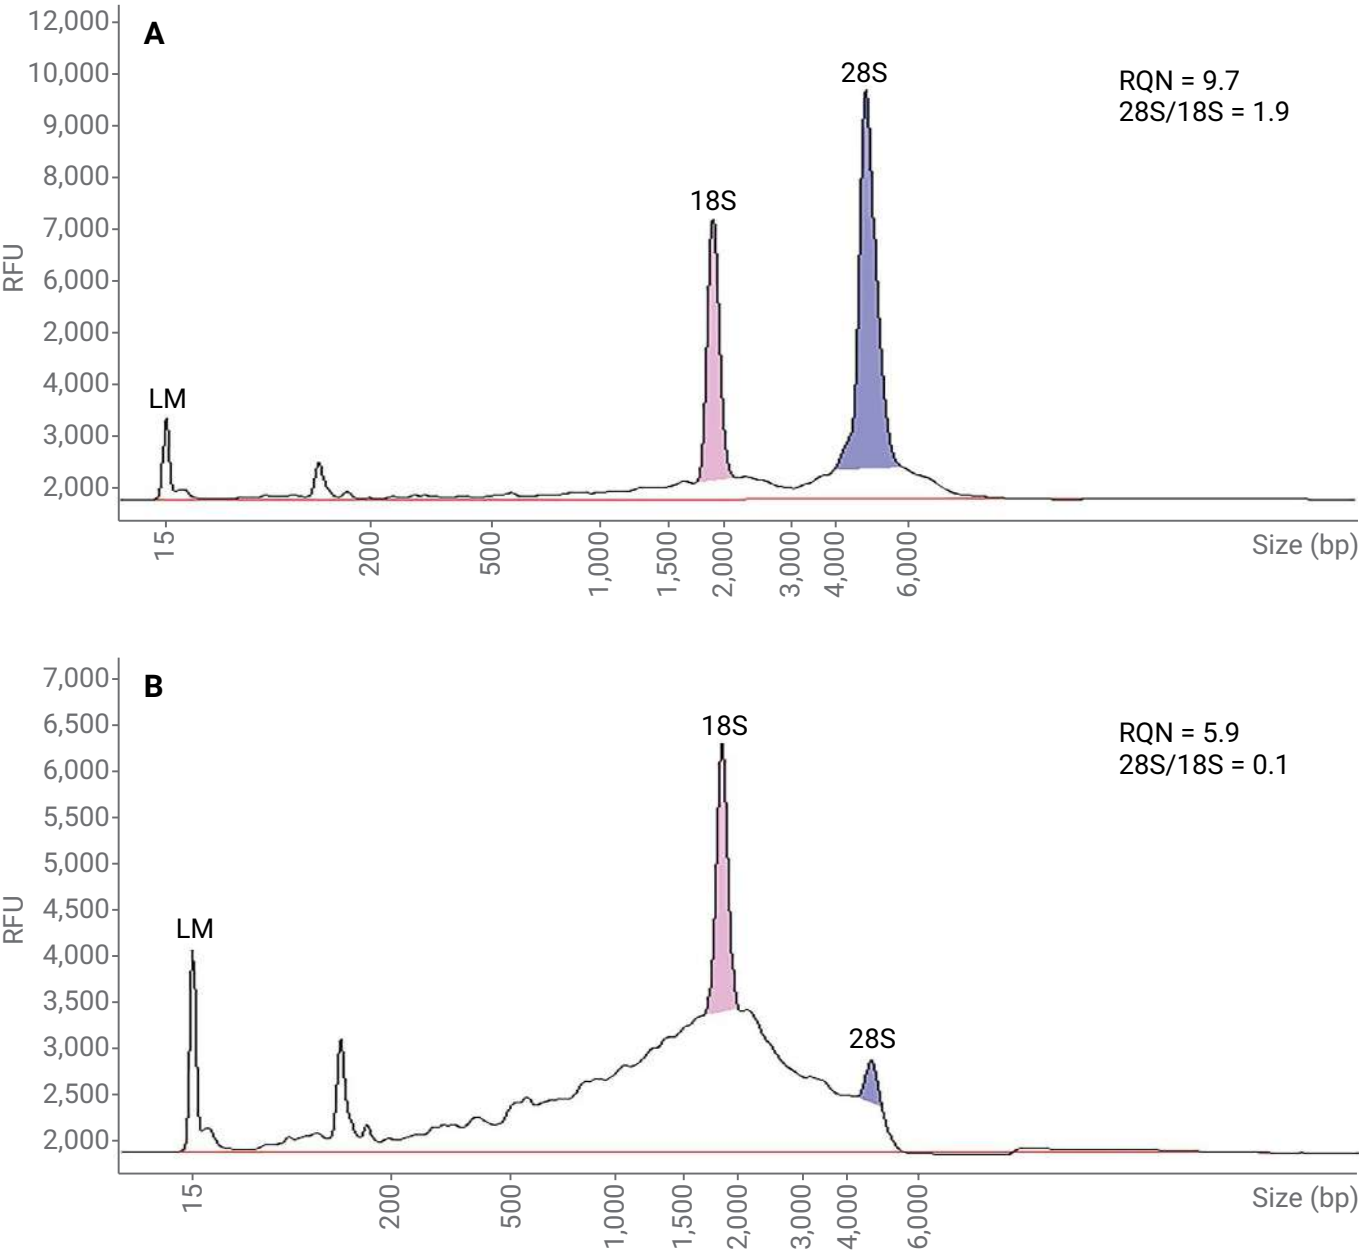 A
12,000
10,000
9,000
8,000
7,000
6,000
2,000
4,000
3,000
2,000
RFU
LM
18S
28S
RQN = 9.7
28S/18S = 1.9
15
200
500
1,000
1,500
2,000
3,000
4,000
6,000
Size (bp)
B
7,000
6,500
6,000
5,500
5,000
4,500
4,000
3,500
3,000
2,500
2,000
RFU
LM
18S
28S
RQN = 5.9
28S/18S = 0.1
15
200
500
1,000
1,500
2,000
3,000
4,000
6,000
Size (bp)